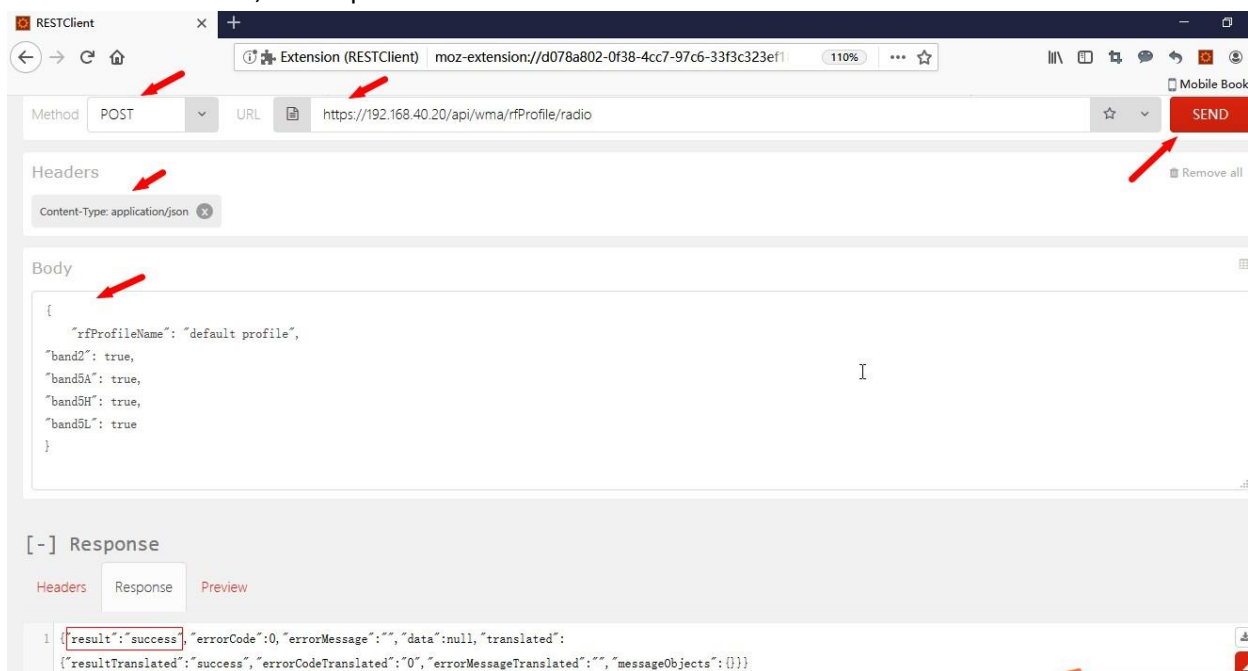 RESTClient
Extension (RESTClient) moz-extension://d078a802-0f38-4cc7-97c6-33f3c323ef1 110%
Mobile Book
Method POST URL https://192.168.40.20/api/wma/rfProfile/radio SEND
Headers Remove all
Content-Type: application/json
Body
{
"rfProfileName": "default profile",
"band2": true,
"band5A": true,
"band5H": true,
"band5L": true
}
[-] Response
Headers Response Preview
1 {"result":"success","errorCode":0,"errorMessage":"","data":null,"translated":
{"resultTranslated":"success","errorCodeTranslated":"0","errorMessageTranslated":"","messageObjects":{}}}